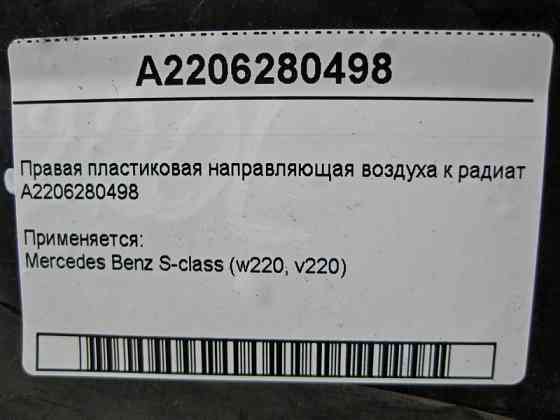 A2206280498
Правая пластиковая направляющая воздуха к радиат
A2206280498
Применяется:
Mercedes Benz S-class (w220, v220)